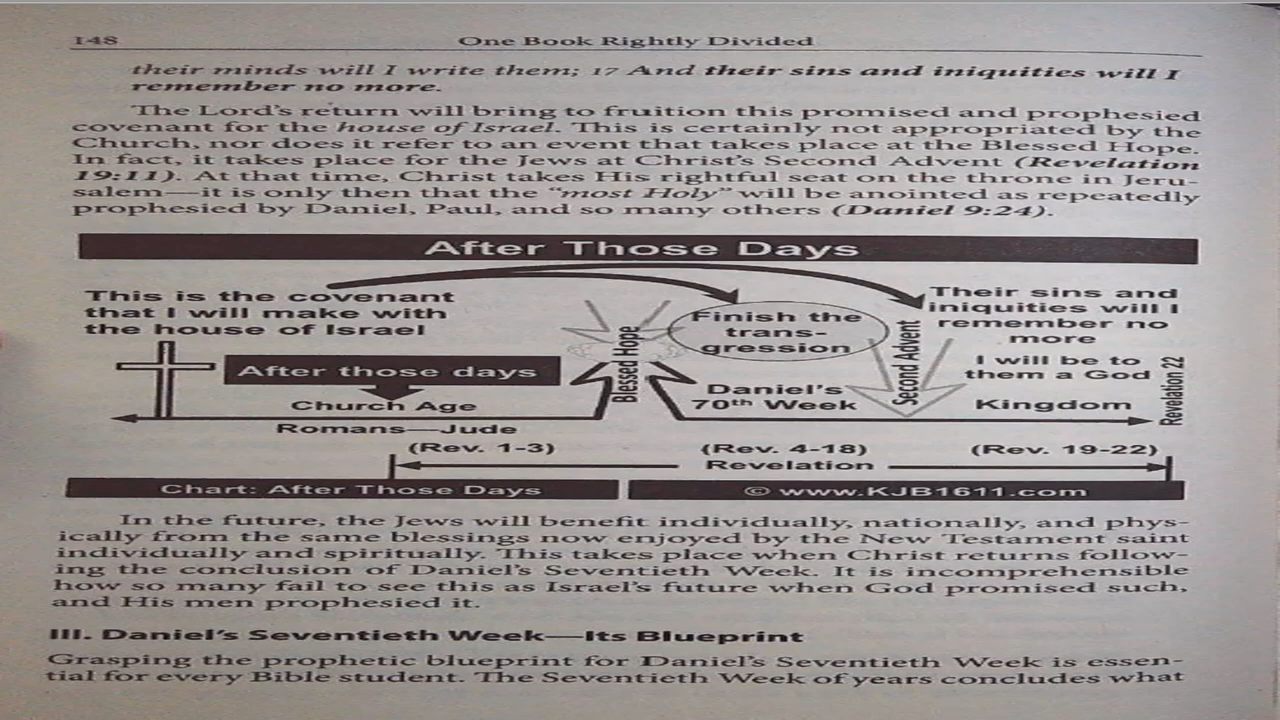 148
One Book Rightly Divided
their minds will I write them; 17 And their sins and iniquities will I
remember no more.
The Lord's return will bring to fruition this promised and prophesied
covenant for the house of Israel. This is certainly not appropriated by the
Church, nor does it refer to an event that takes place at the Blessed Hope.
In fact, it takes place for the Jews at Christ's Second Advent (Revelation
19:11). At that time, Christ takes His rightful seat on the throne in Jeru-
salem—it is only then that the "most Holy" will be anointed as repeatedly
prophesied by Daniel, Paul, and so many others (Daniel 9:24).
After Those Days
This is the covenant
that I will make with
the house of Israel
After those days
Church Age
Romans—Jude
(Rev. 1-3)
Blessed Hope
Finish the
trans-
gression
Daniel's
70th Week
(Rev. 4-18)
Second Advent
Their sins and
iniquities will I
remember no
more
I will be to
them a God
Kingdom
(Rev. 19-22)
Revelation 22
Revelation
Chart: After Those Days
© www.KJB1611.com
In the future, the Jews will benefit individually, nationally, and phys-
ically from the same blessings now enjoyed by the New Testament saint
individually and spiritually. This takes place when Christ returns follow-
ing the conclusion of Daniel's Seventieth Week. It is incomprehensible
how so many fail to see this as Israel's future when God promised such,
and His men prophesied it.
III. Daniel's Seventieth Week—Its Blueprint
Grasping the prophetic blueprint for Daniel's Seventieth Week is essen-
tial for every Bible student. The Seventieth Week of years concludes what